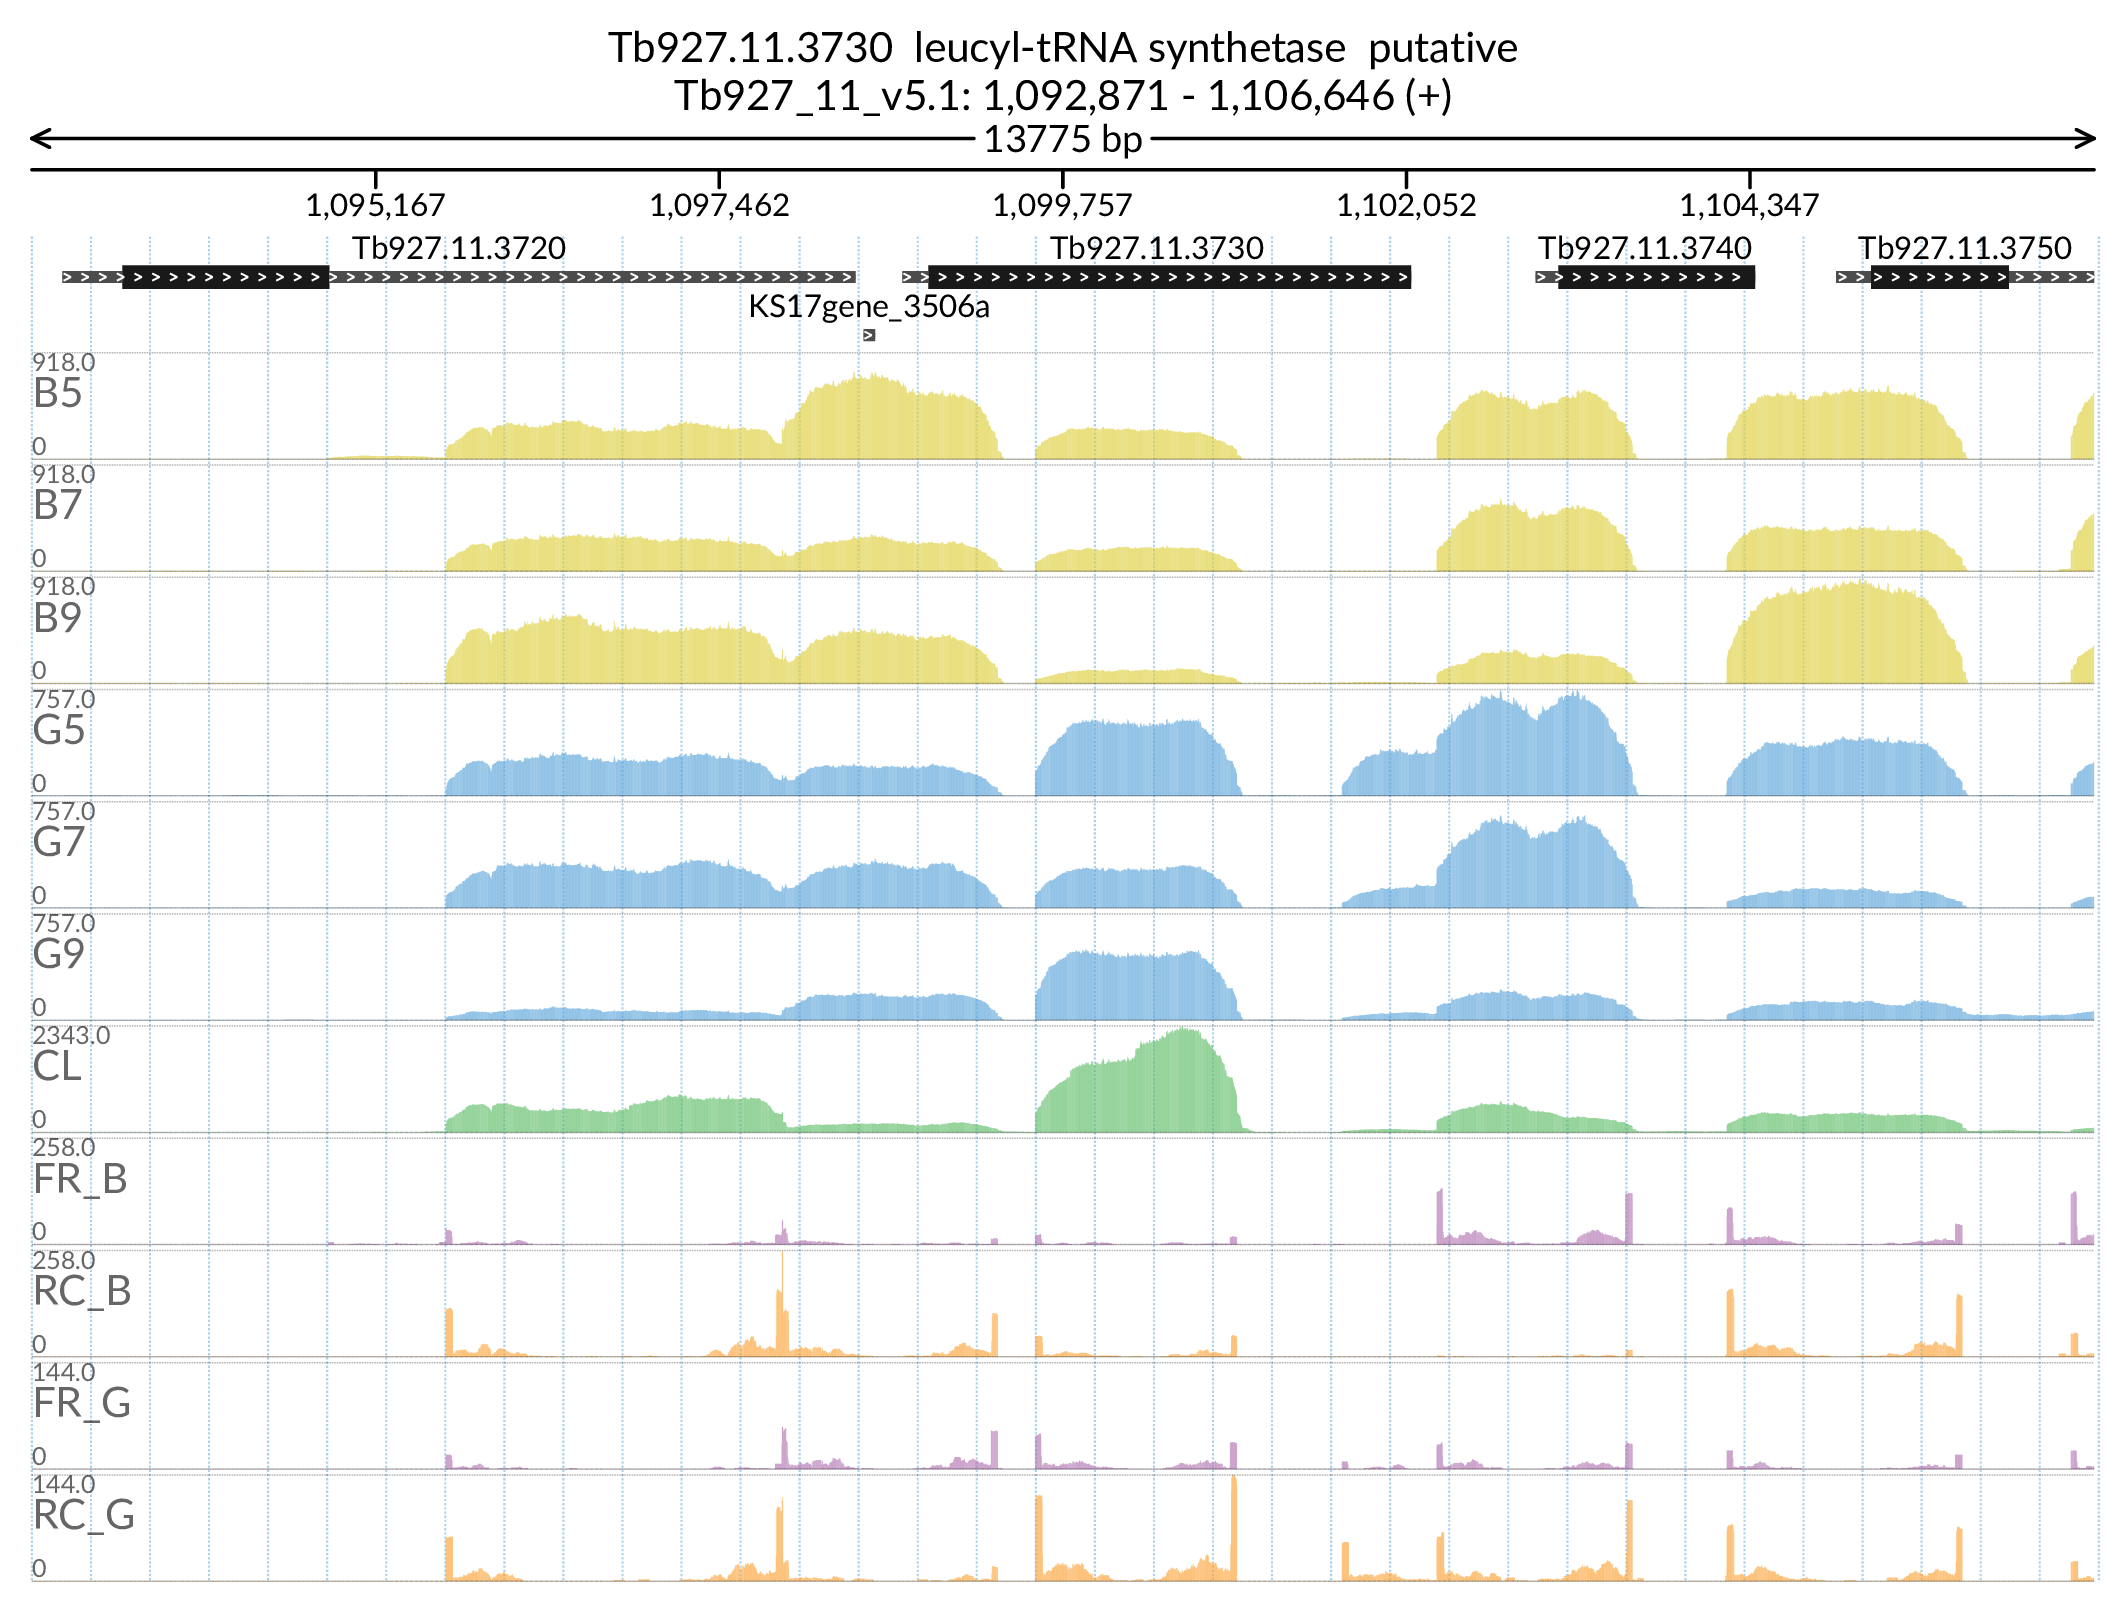 Tb927.11.3730 leucyl-tRNA synthetase putative
Tb927_11_v5.1: 1,092,871 - 1,106,646 (+)
13775 bp
1,095,167 1,097,462 1,099,757 1,102,052 1,104,347
Tb927.11.3720 Tb927.11.3730 Tb927.11.3740 Tb927.11.3750
KS17gene_3506a
918.0
B5
0
918.0
B7
0
918.0
B9
0
757.0
G5
0
757.0
G7
0
757.0
G9
0
2343.0
CL
0
258.0
FR_B
0
258.0
RC_B
0
144.0
FR_G
0
144.0
RC_G
0